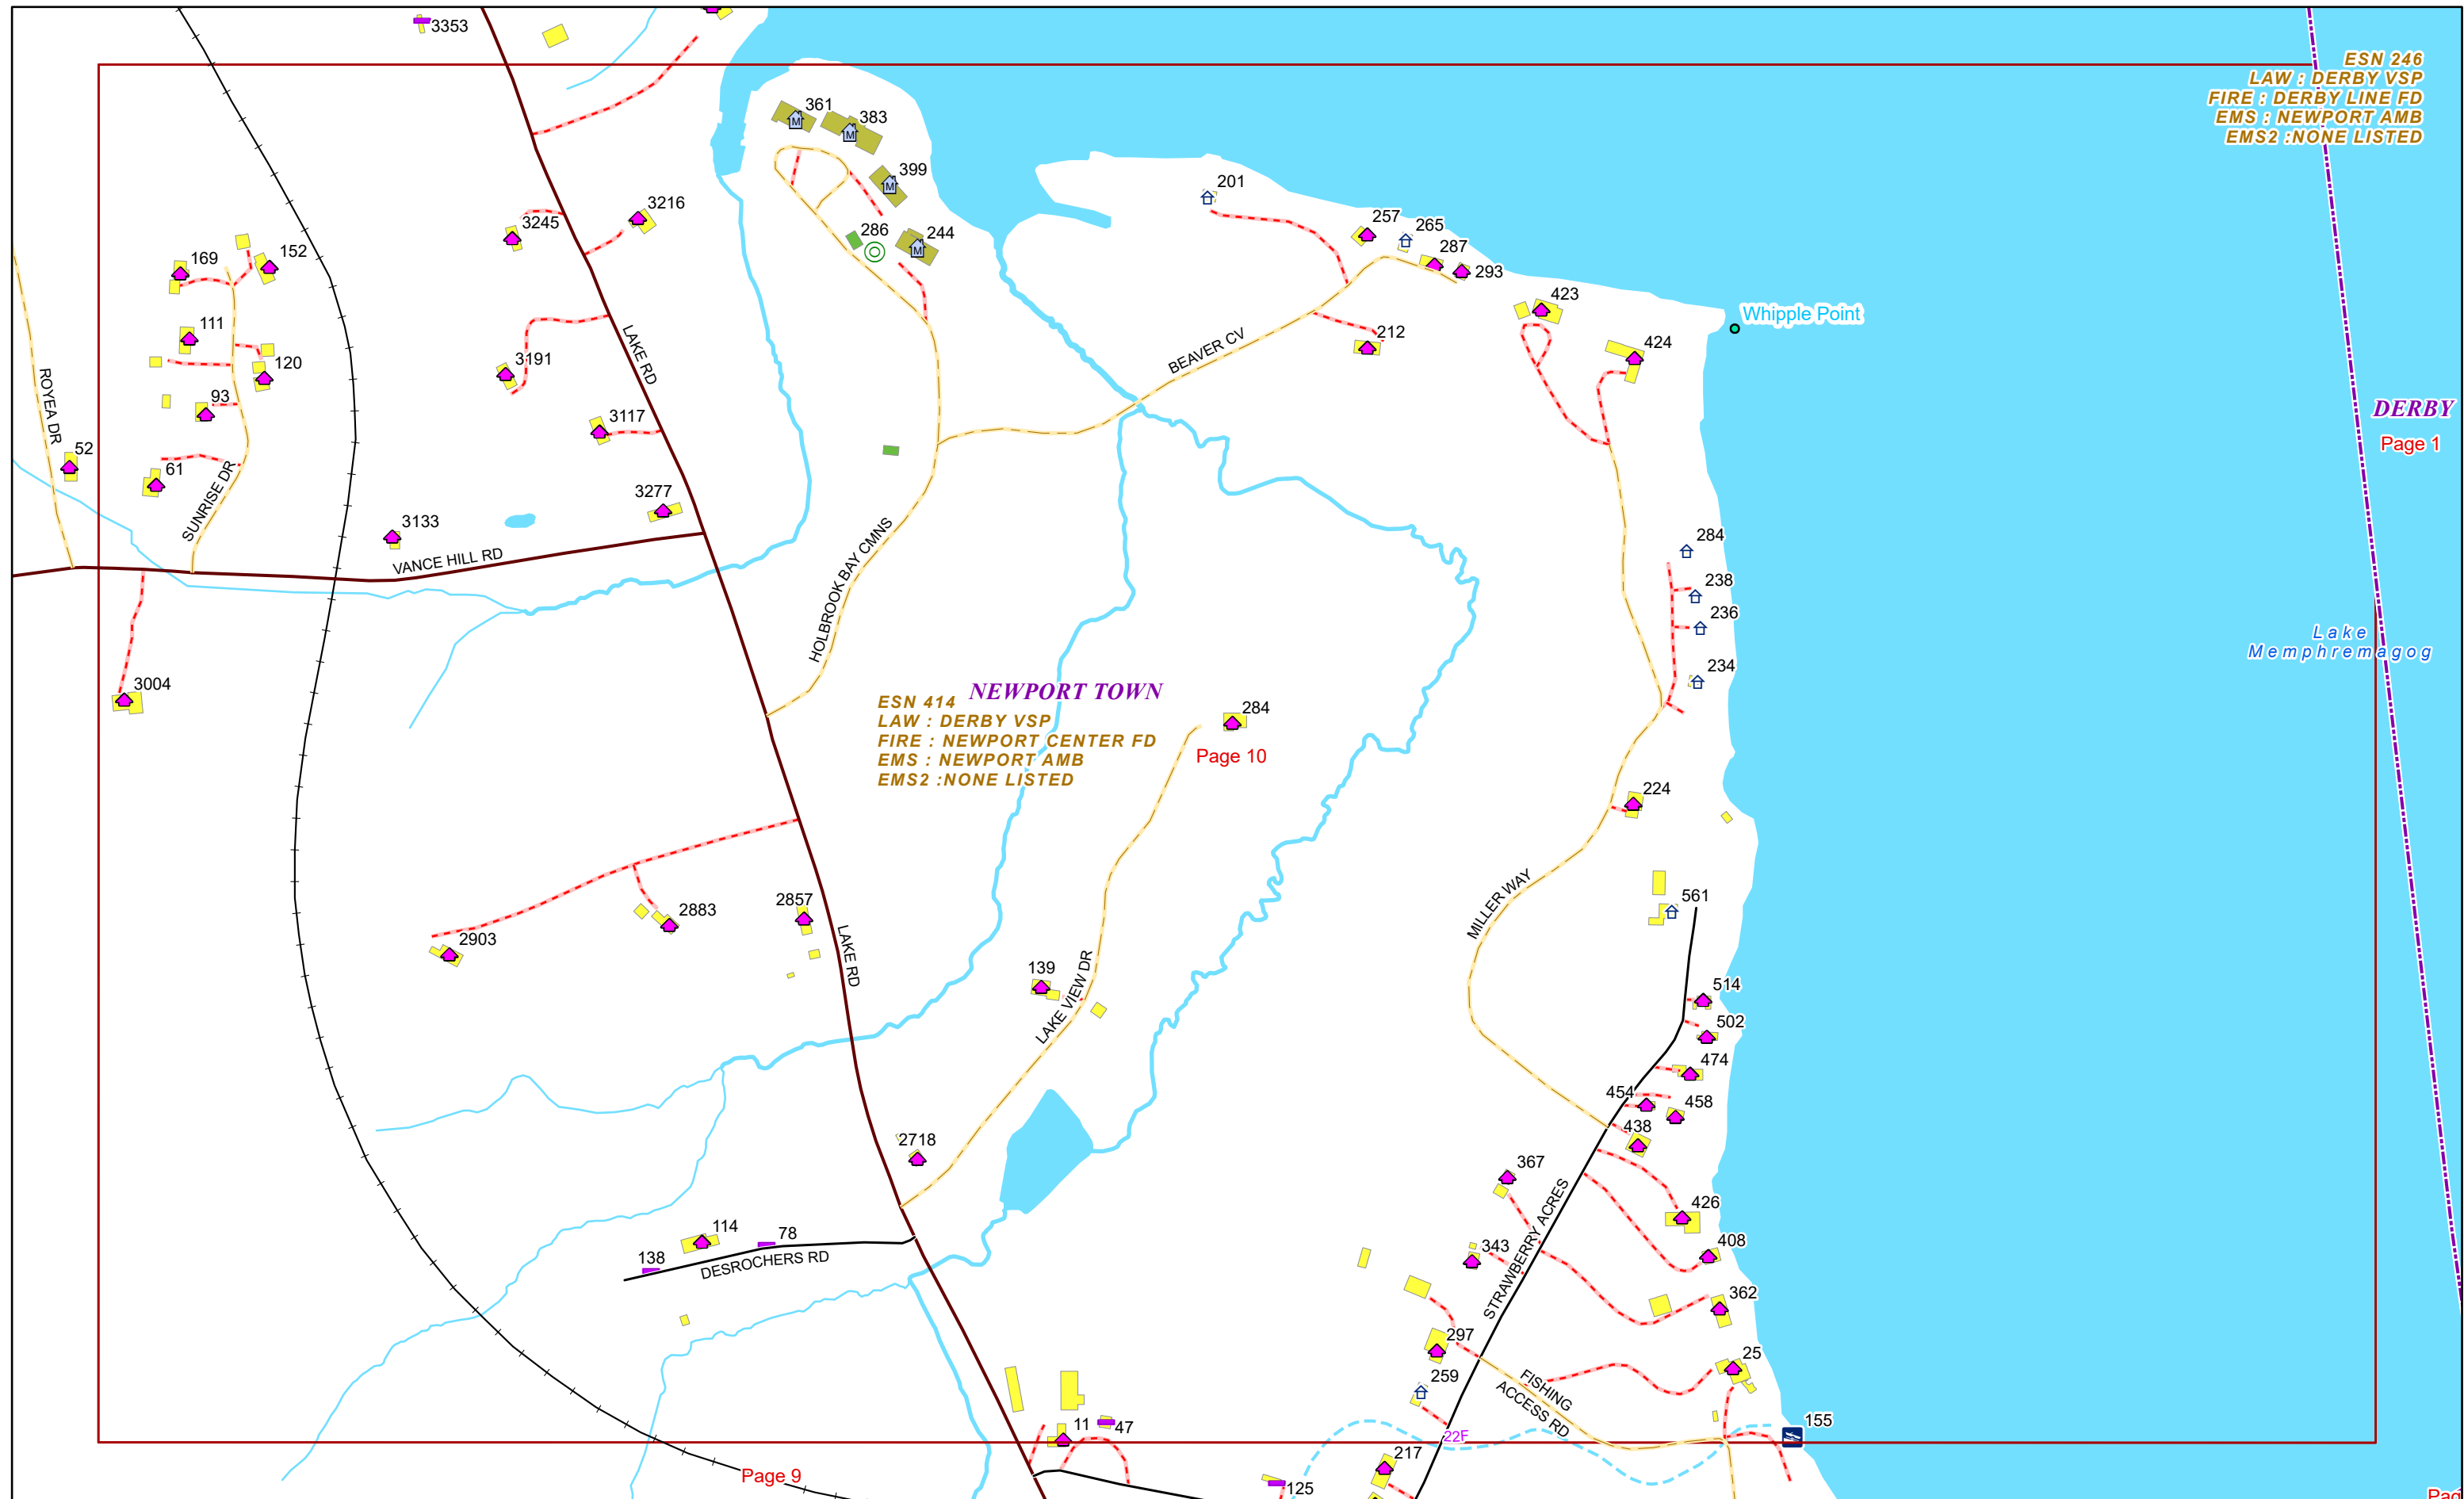 3353
ESN 246
LAW : DERBY VSP
FIRE : DERBY LINE FD
EMS : NEWPORT AMB
EMS2 :NONE LISTED
361
M
383
M
399
M
286
244
M
201
257
265
287
293
3216
3245
169
152
423
Whipple Point
111
212
424
LAKE RD
BEAVER CV
120
3191
ROYEA DR
93
DERBY
3117
Page 1
52
61
SUNRISE DR
3277
3133
VANCE HILL RD
HOLBROOK BAY CMNS
284
238
236
Lake
Memphremagog
234
3004
NEWPORT TOWN
ESN 414
LAW : DERBY VSP
FIRE : NEWPORT CENTER FD
EMS : NEWPORT AMB
EMS2 :NONE LISTED
284
Page 10
224
MILLER WAY
561
2883
2857
2903
LAKE RD
139
LAKE VIEW DR
514
502
474
454
458
438
2718
367
STRAWBERRY ACRES
426
114
78
138
DESROCHERS RD
343
408
362
297
25
259
FISHING
ACCESS RD
11
47
22F
155
217
Page 9
125
Pag